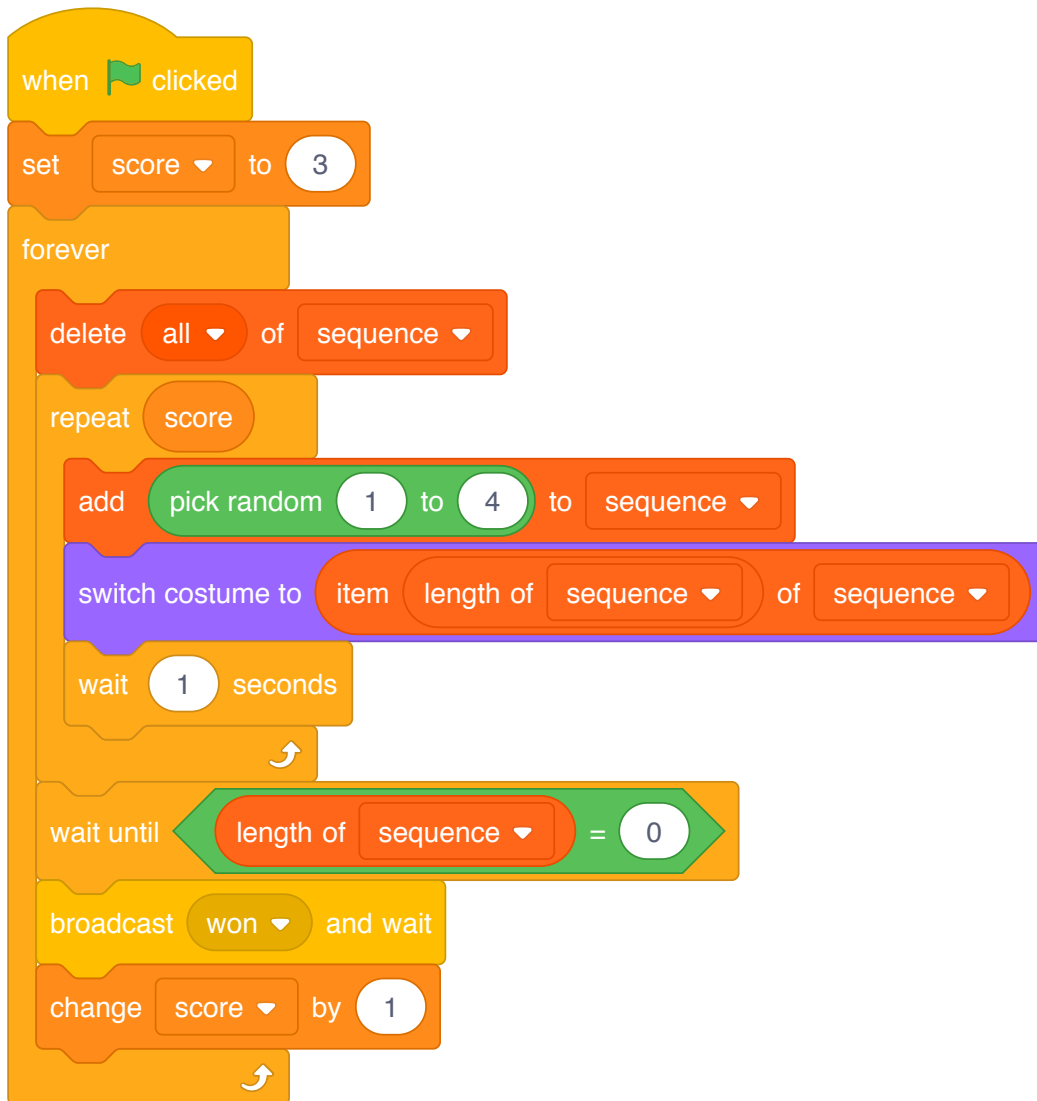 when clicked
set score to 3
forever
delete all of sequence
repeat score
add pick random 1 to 4 to sequence
switch costume to item length of sequence of sequence
wait 1 seconds
wait until length of sequence = 0
broadcast won and wait
change score by 1